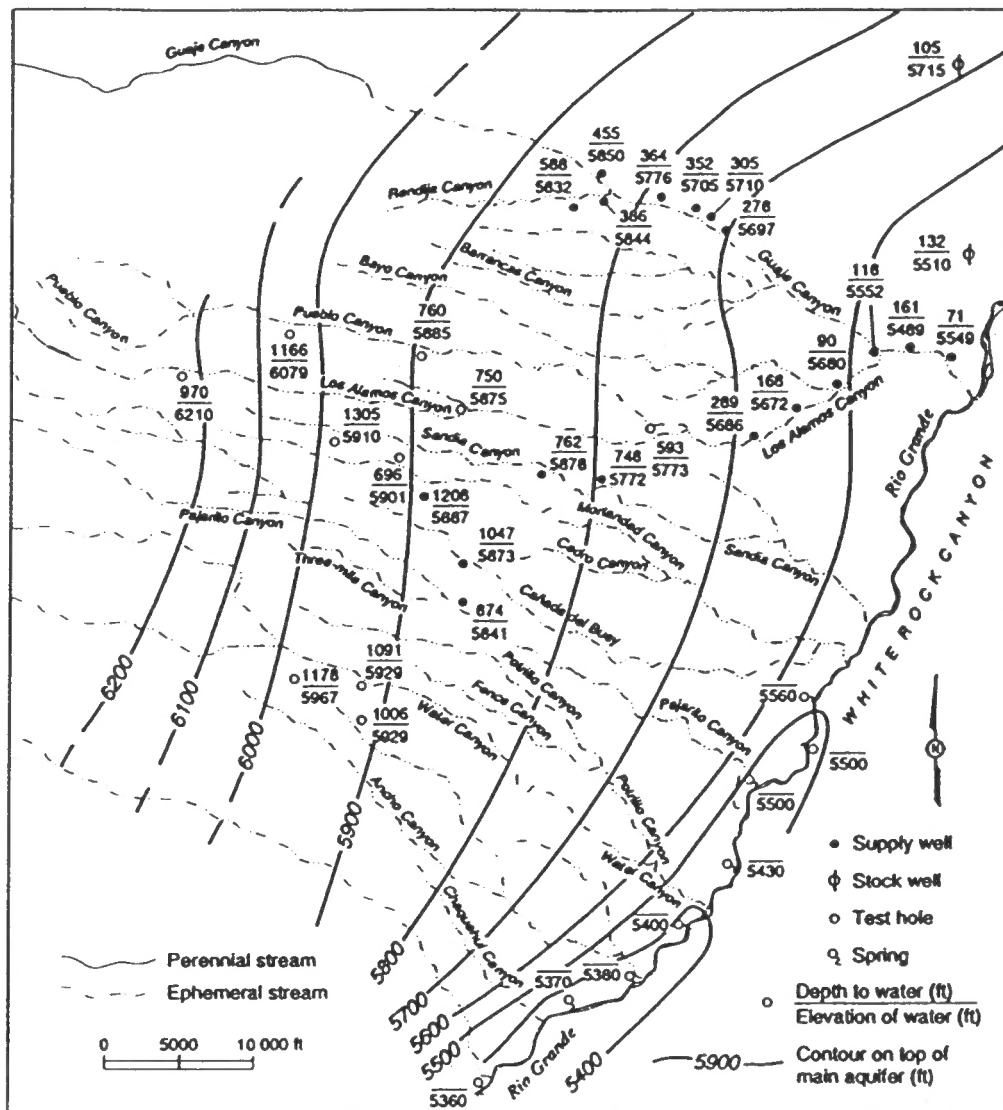 Guaje Canyon
105
5715
455
5850
364
5776
352
5705
305
5710
588
5832
Rendija Canyon
386
5844
278
5697
Barrancas Canyon
Bayo Canyon
Guaje Canyon
132
5510
118
5552
161
5489
71
5549
Pueblo Canyon
Pueblo Canyon
760
5885
1166
6079
90
5680
970
6210
Los Alamos Canyon
750
5875
168
5672
289
5686
Los Alamos Canyon
Rio Grande
1305
5910
Sandia Canyon
762
5878
593
5773
748
5772
696
5901
1208
5887
Pajarito Canyon
Mortandad Canyon
Sandia Canyon
1047
5873
Cedro Canyon
Three-mile Canyon
Cañada del Buey
874
5841
WHITEROCK CANYON
1091
5929
1178
5967
Potrillo Canyon
Fence Canyon
Water Canyon
Pajarito Canyon
5560
1006
5929
N
5500
5500
6200
6100
6000
5900
Ancho Canyon
Potrillo Canyon
Water Canyon
5430
5400
Chaquehui Canyon
5380
5370
5800
5700
5600
5500
5400
Rio Grande
5360
Supply well
Stock well
Test hole
Spring
Depth to water (ft)
Elevation of water (ft)
5900
Contour on top of
main aquifer (ft)
Perennial stream
Ephemeral stream
0 5000 10 000 ft